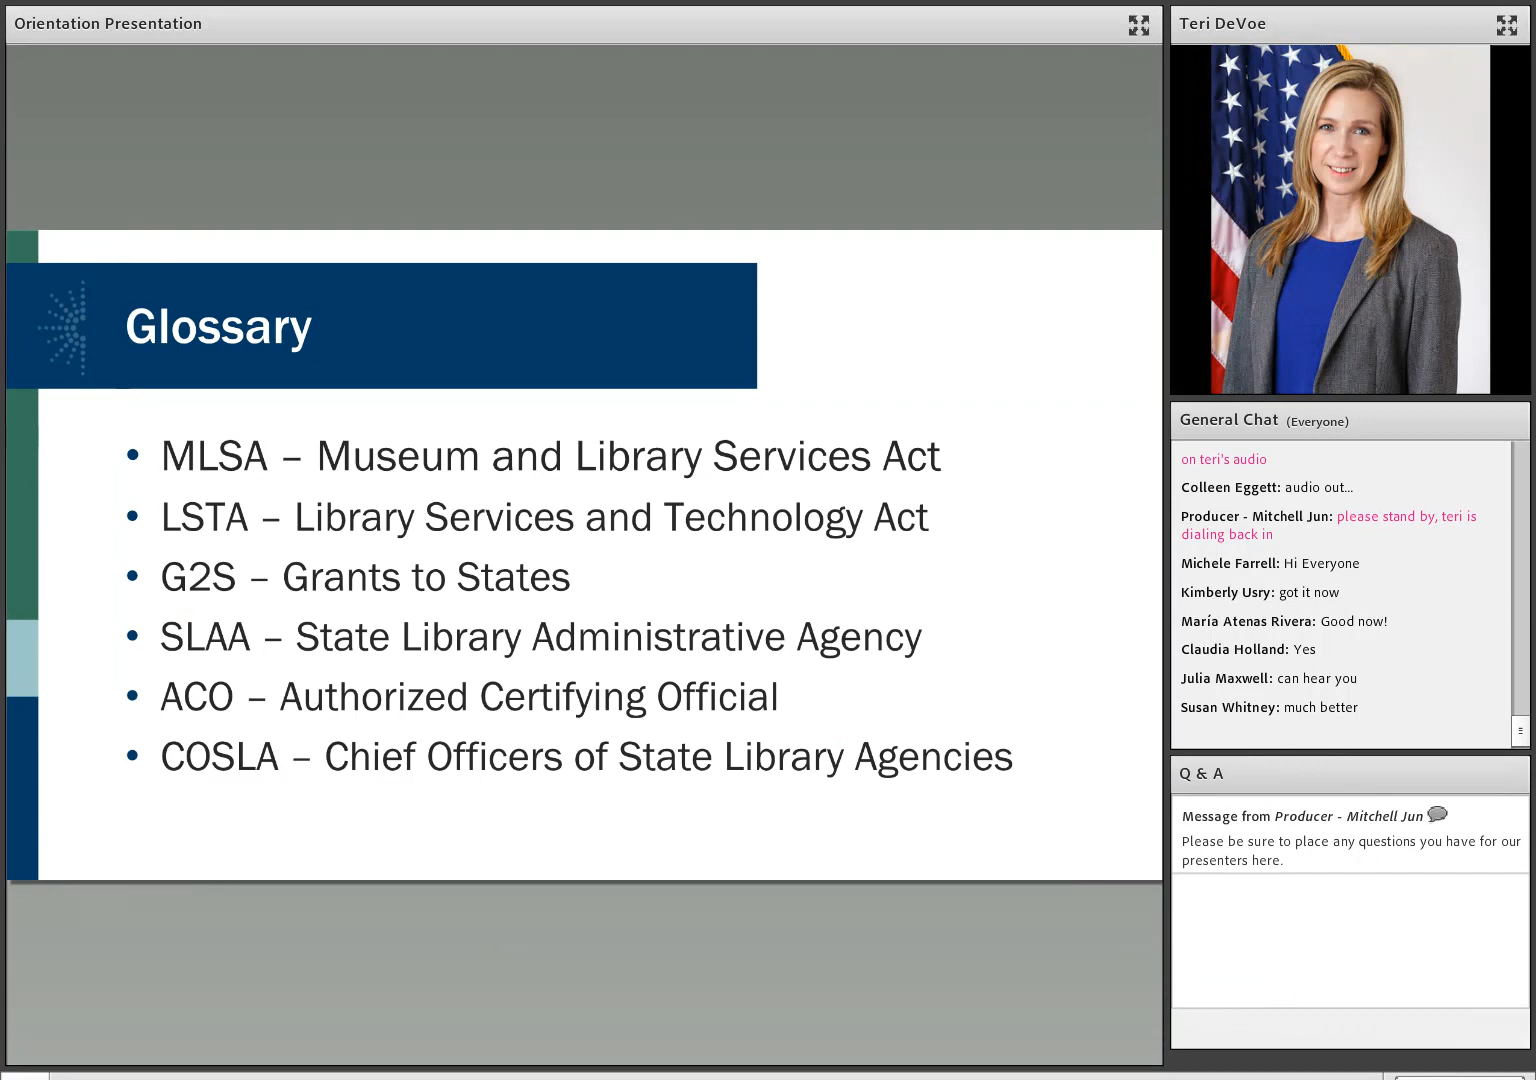 Orientation Presentation
Glossary
• MLSA – Museum and Library Services Act
• LSTA – Library Services and Technology Act
• G2S – Grants to States
• SLAA – State Library Administrative Agency
• ACO – Authorized Certifying Official
• COSLA – Chief Officers of State Library Agencies
Teri DeVoe
General Chat (Everyone)
on teri's audio
Colleen Eggett: audio out...
Producer - Mitchell Jun: please stand by, teri is
dialing back in
Michele Farrell: Hi Everyone
Kimberly Usry: got it now
María Atenas Rivera: Good now!
Claudia Holland: Yes
Julia Maxwell: can hear you
Susan Whitney: much better
Q & A
Message from Producer - Mitchell Jun
Please be sure to place any questions you have for our
presenters here.